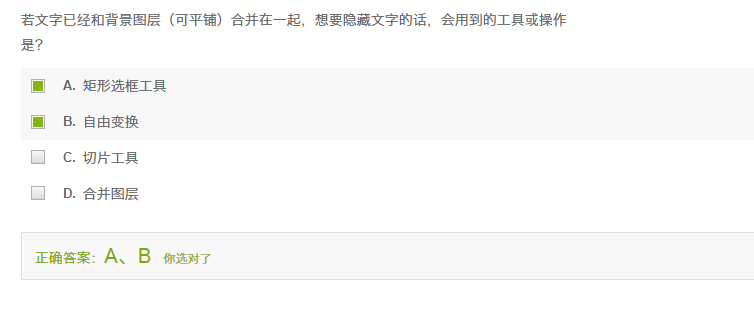 若文字已经和背景图层（可平铺）合并在一起，想要隐藏文字的话，会用到的工具或操作
是？
A. 矩形选框工具
B. 自由变换
C. 切片工具
D. 合并图层
正确答案：A、B 你选对了